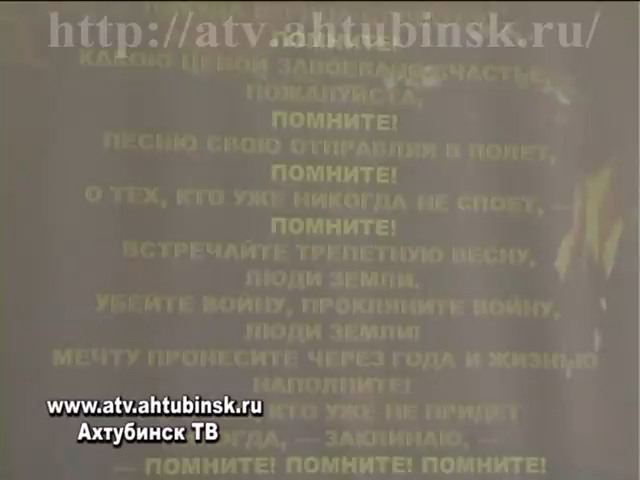 http://atv.ahtubinsk.ru/
ПОМНИТЕ!
КАКОЮ ЦЕНОЙ ЗАВОЕВАНО СЧАСТЬЕ,
ПОЖАЛУЙСТА,
ПОМНИТЕ!
ПЕСНЮ СВОЮ ОТПРАВЛЯЯ В ПОЛЕТ,
ПОМНИТЕ!
О ТЕХ, КТО УЖЕ НИКОГДА НЕ СПОЕТ, —
ПОМНИТЕ!
ВСТРЕЧАЙТЕ ТРЕПЕТНУЮ ВЕСНУ,
ЛЮДИ ЗЕМЛИ.
УБЕЙТЕ ВОЙНУ, ПРОКЛЯНИТЕ ВОЙНУ,
ЛЮДИ ЗЕМЛИ!
МЕЧТУ ПРОНЕСИТЕ ЧЕРЕЗ ГОДА И ЖИЗНЬЮ
НАПОЛНИТЕ!
КТО УЖЕ НЕ ПРИДЕТ
www.atv.ahtubinsk.ru
Ахтубинск ТВ
— ЗАКЛИНАЮ, —
— ПОМНИТЕ! ПОМНИТЕ! ПОМНИТЕ!